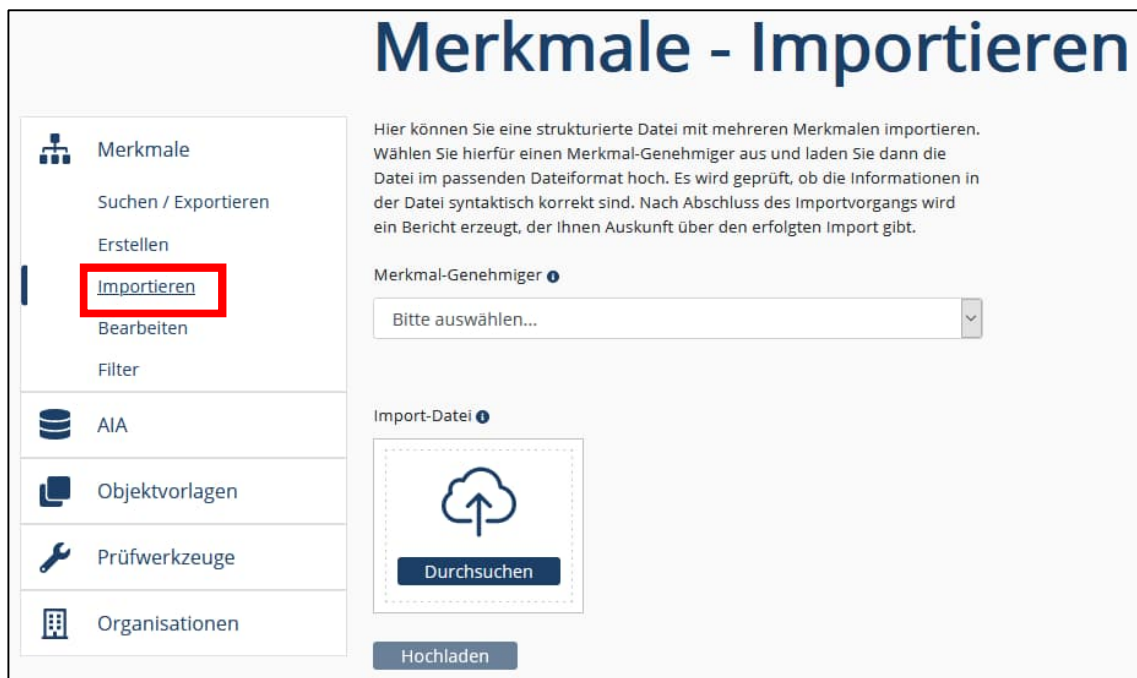 Merkmale - Importieren
Merkmale
Suchen / Exportieren
Erstellen
Importieren
Bearbeiten
Filter
AIA
Objektvorlagen
Prüfwerkzeuge
Organisationen
Hier können Sie eine strukturierte Datei mit mehreren Merkmalen importieren.
Wählen Sie hierfür einen Merkmal-Genehmiger aus und laden Sie dann die
Datei im passenden Dateiformat hoch. Es wird geprüft, ob die Informationen in
der Datei syntaktisch korrekt sind. Nach Abschluss des Importvorgangs wird
ein Bericht erzeugt, der Ihnen Auskunft über den erfolgten Import gibt.
Merkmal-Genehmiger
Bitte auswählen...
Import-Datei
Durchsuchen
Hochladen